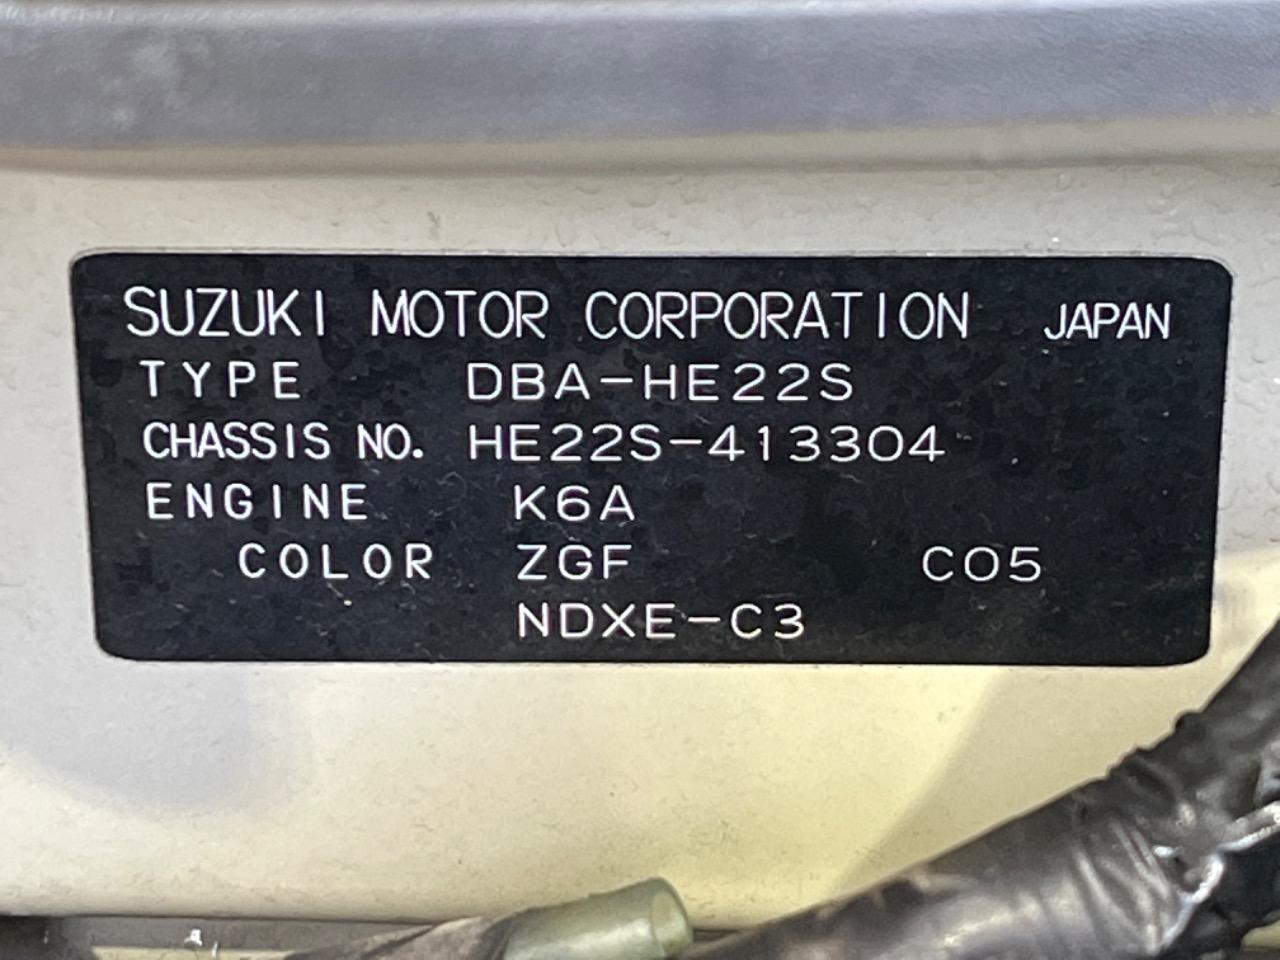 SUZUKI MOTOR CORPORATION JAPAN
TYPE DBA-HE22S
CHASSIS NO. HE22S-413304
ENGINE K6A
COLOR ZGF C05
NDXE-C3